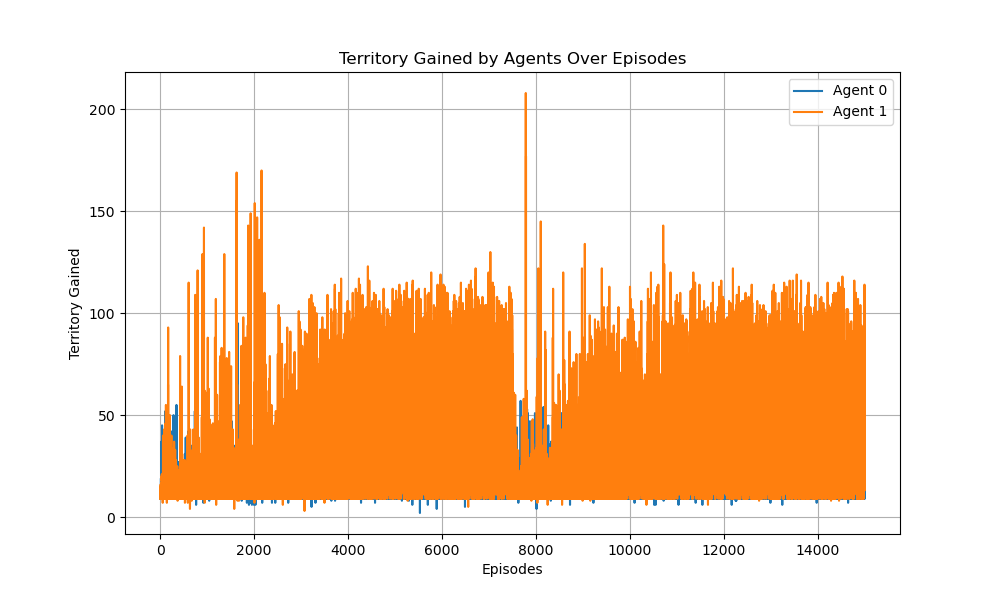 Territory Gained by Agents Over Episodes
Agent 0
Agent 1
Territory Gained
200
150
100
50
0
0 2000 4000 6000 8000 10000 12000 14000
Episodes